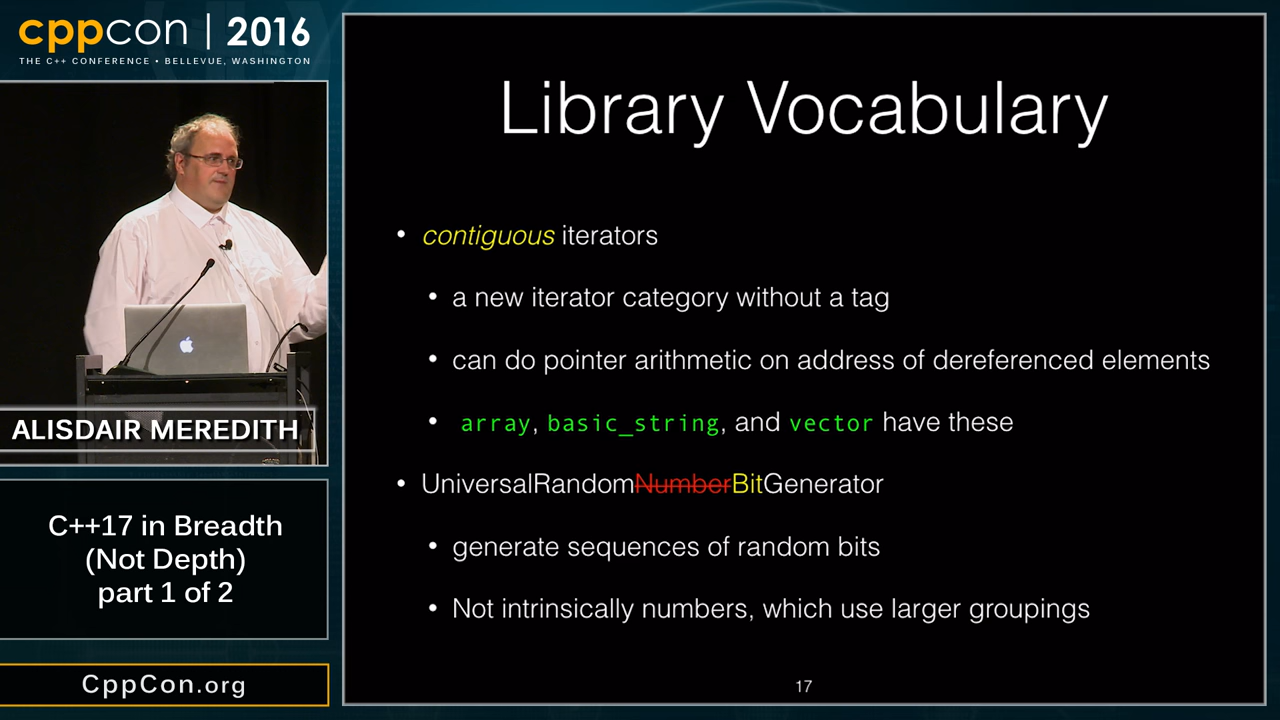 cppcon | 2016
THE C++ CONFERENCE • BELLEVUE, WASHINGTON
ALISDAIR MEREDITH
C++17 in Breadth
(Not Depth)
part 1 of 2
CppCon.org
Library Vocabulary
• contiguous iterators
• a new iterator category without a tag
• can do pointer arithmetic on address of dereferenced elements
• array, basic_string, and vector have these
• UniversalRandomNumberBitGenerator
• generate sequences of random bits
• Not intrinsically numbers, which use larger groupings
17